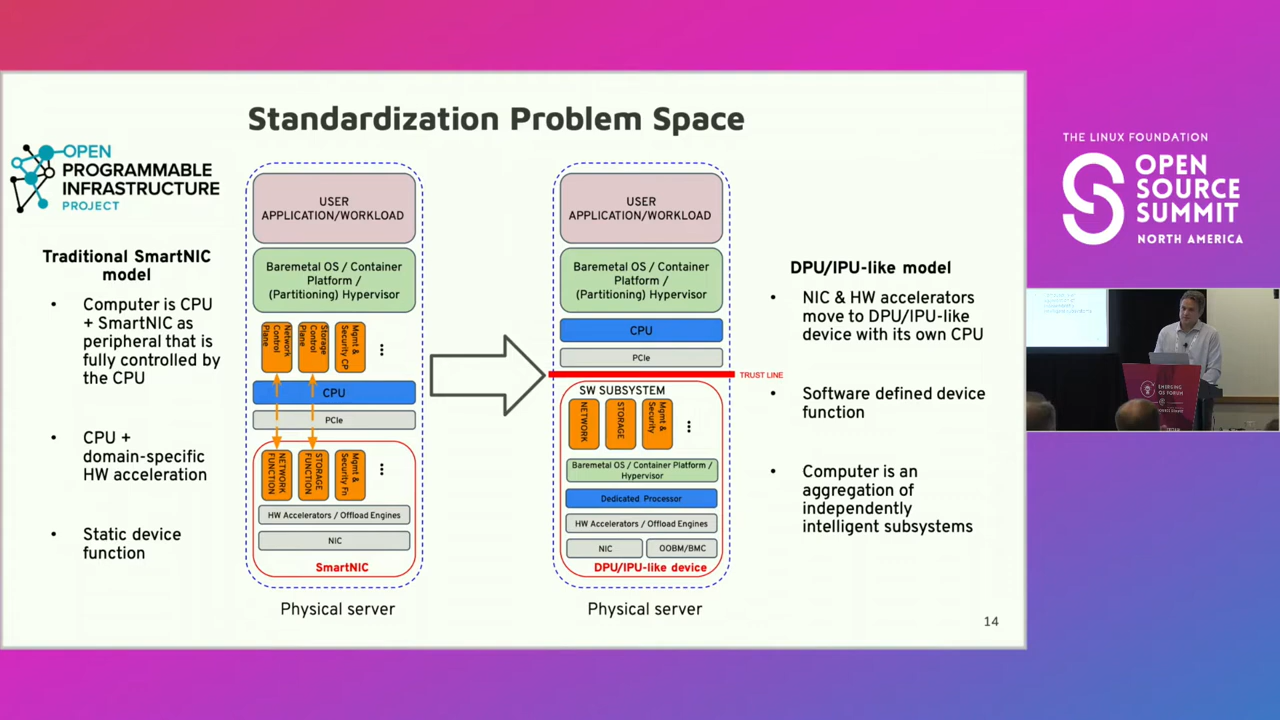 Standardization Problem Space
OPEN
PROGRAMMABLE
INFRASTRUCTURE
PROJECT
Traditional SmartNIC
model
• Computer is CPU
+ SmartNIC as
peripheral that is
fully controlled by
the CPU
• CPU +
domain-specific
HW acceleration
• Static device
function
USER
APPLICATION/WORKLOAD
Baremetal OS / Container
Platform /
(Partitioning) Hypervisor
Network
Control
Plane
Storage
Control
Plane
Mgmt &
Security CP
CPU
PCIe
NETWORK
FUNCTION
STORAGE
FUNCTION
Mgmt &
Security Fn
HW Accelerators / Offload Engines
NIC
SmartNIC
Physical server
USER
APPLICATION/WORKLOAD
Baremetal OS / Container
Platform /
(Partitioning) Hypervisor
CPU
PCIe
TRUST LINE
SW SUBSYSTEM
NETWORK
STORAGE
Mgmt &
Security
Baremetal OS / Container Platform /
Hypervisor
Dedicated Processor
HW Accelerators / Offload Engines
NIC
OOBM/BMC
DPU/IPU-like device
Physical server
DPU/IPU-like model
• NIC & HW accelerators
move to DPU/IPU-like
device with its own CPU
• Software defined device
function
• Computer is an
aggregation of
independently
intelligent subsystems
14
THE LINUX FOUNDATION
OPEN
SOURCE
SUMMIT
NORTH AMERICA
EMERGING
OS FORUM